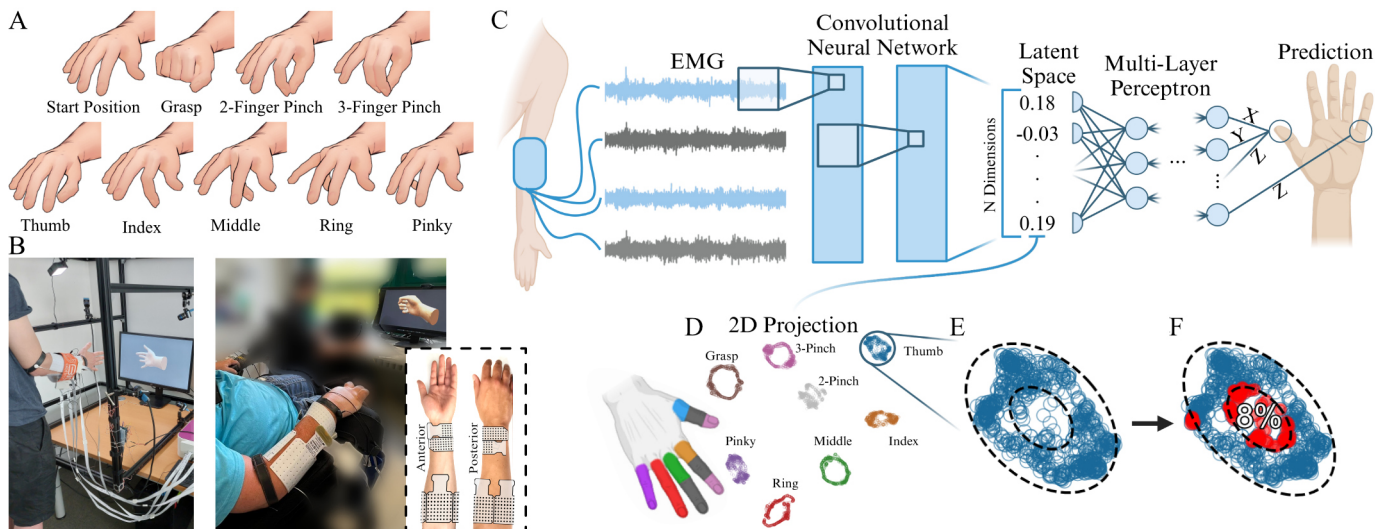 A
Start Position
Grasp
2-Finger Pinch
3-Finger Pinch
Thumb
Index
Middle
Ring
Pinky
B
Anterior
Posterior
C
EMG
Convolutional
Neural Network
Latent
Space
N Dimensions
0.18
-0.03
.
.
.
0.19
Multi-Layer
Perceptron
...
...
X
Y
Z
Z
Prediction
D
2D Projection
Grasp
3-Pinch
Thumb
2-Pinch
Index
Pinky
Middle
Ring
E
F
8%